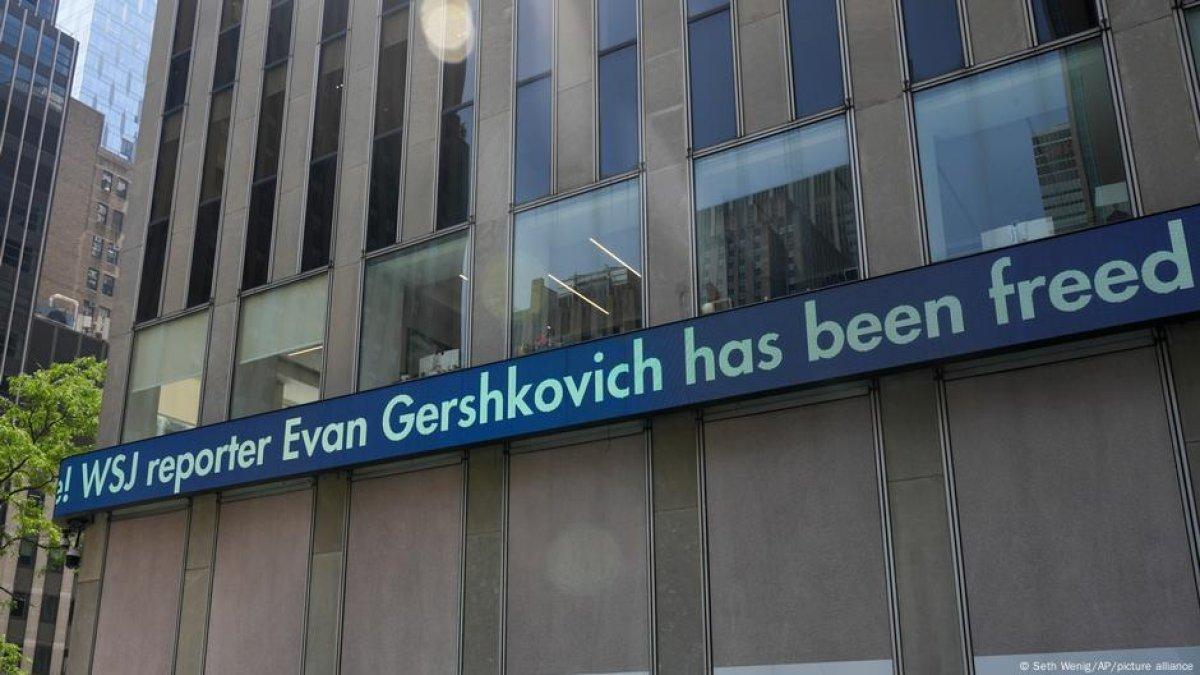 e! WSJ reporter Evan Gershkovich has been freed
© Seth Wenig/AP/picture alliance